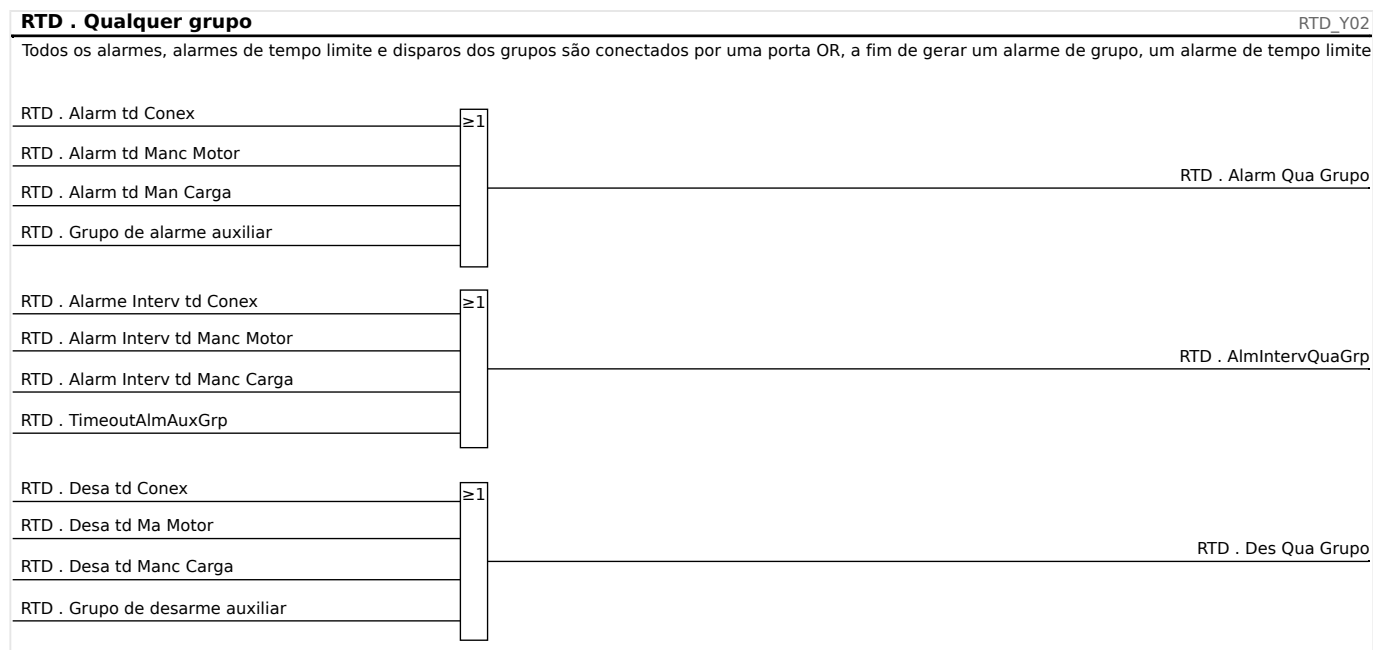 RTD . Qualquer grupo
RTD_Y02
Todos os alarmes, alarmes de tempo limite e disparos dos grupos são conectados por uma porta OR, a fim de gerar um alarme de grupo, um alarme de tempo limite
RTD . Alarm td Conex
≥1
RTD . Alarm td Manc Motor
RTD . Alarm Qua Grupo
RTD . Alarm td Man Carga
RTD . Grupo de alarme auxiliar
RTD . Alarme Interv td Conex
≥1
RTD . Alarm Interv td Manc Motor
RTD . AlmIntervQuaGrp
RTD . Alarm Interv td Manc Carga
RTD . TimeoutAlmAuxGrp
RTD . Desa td Conex
≥1
RTD . Desa td Ma Motor
RTD . Des Qua Grupo
RTD . Desa td Manc Carga
RTD . Grupo de desarme auxiliar